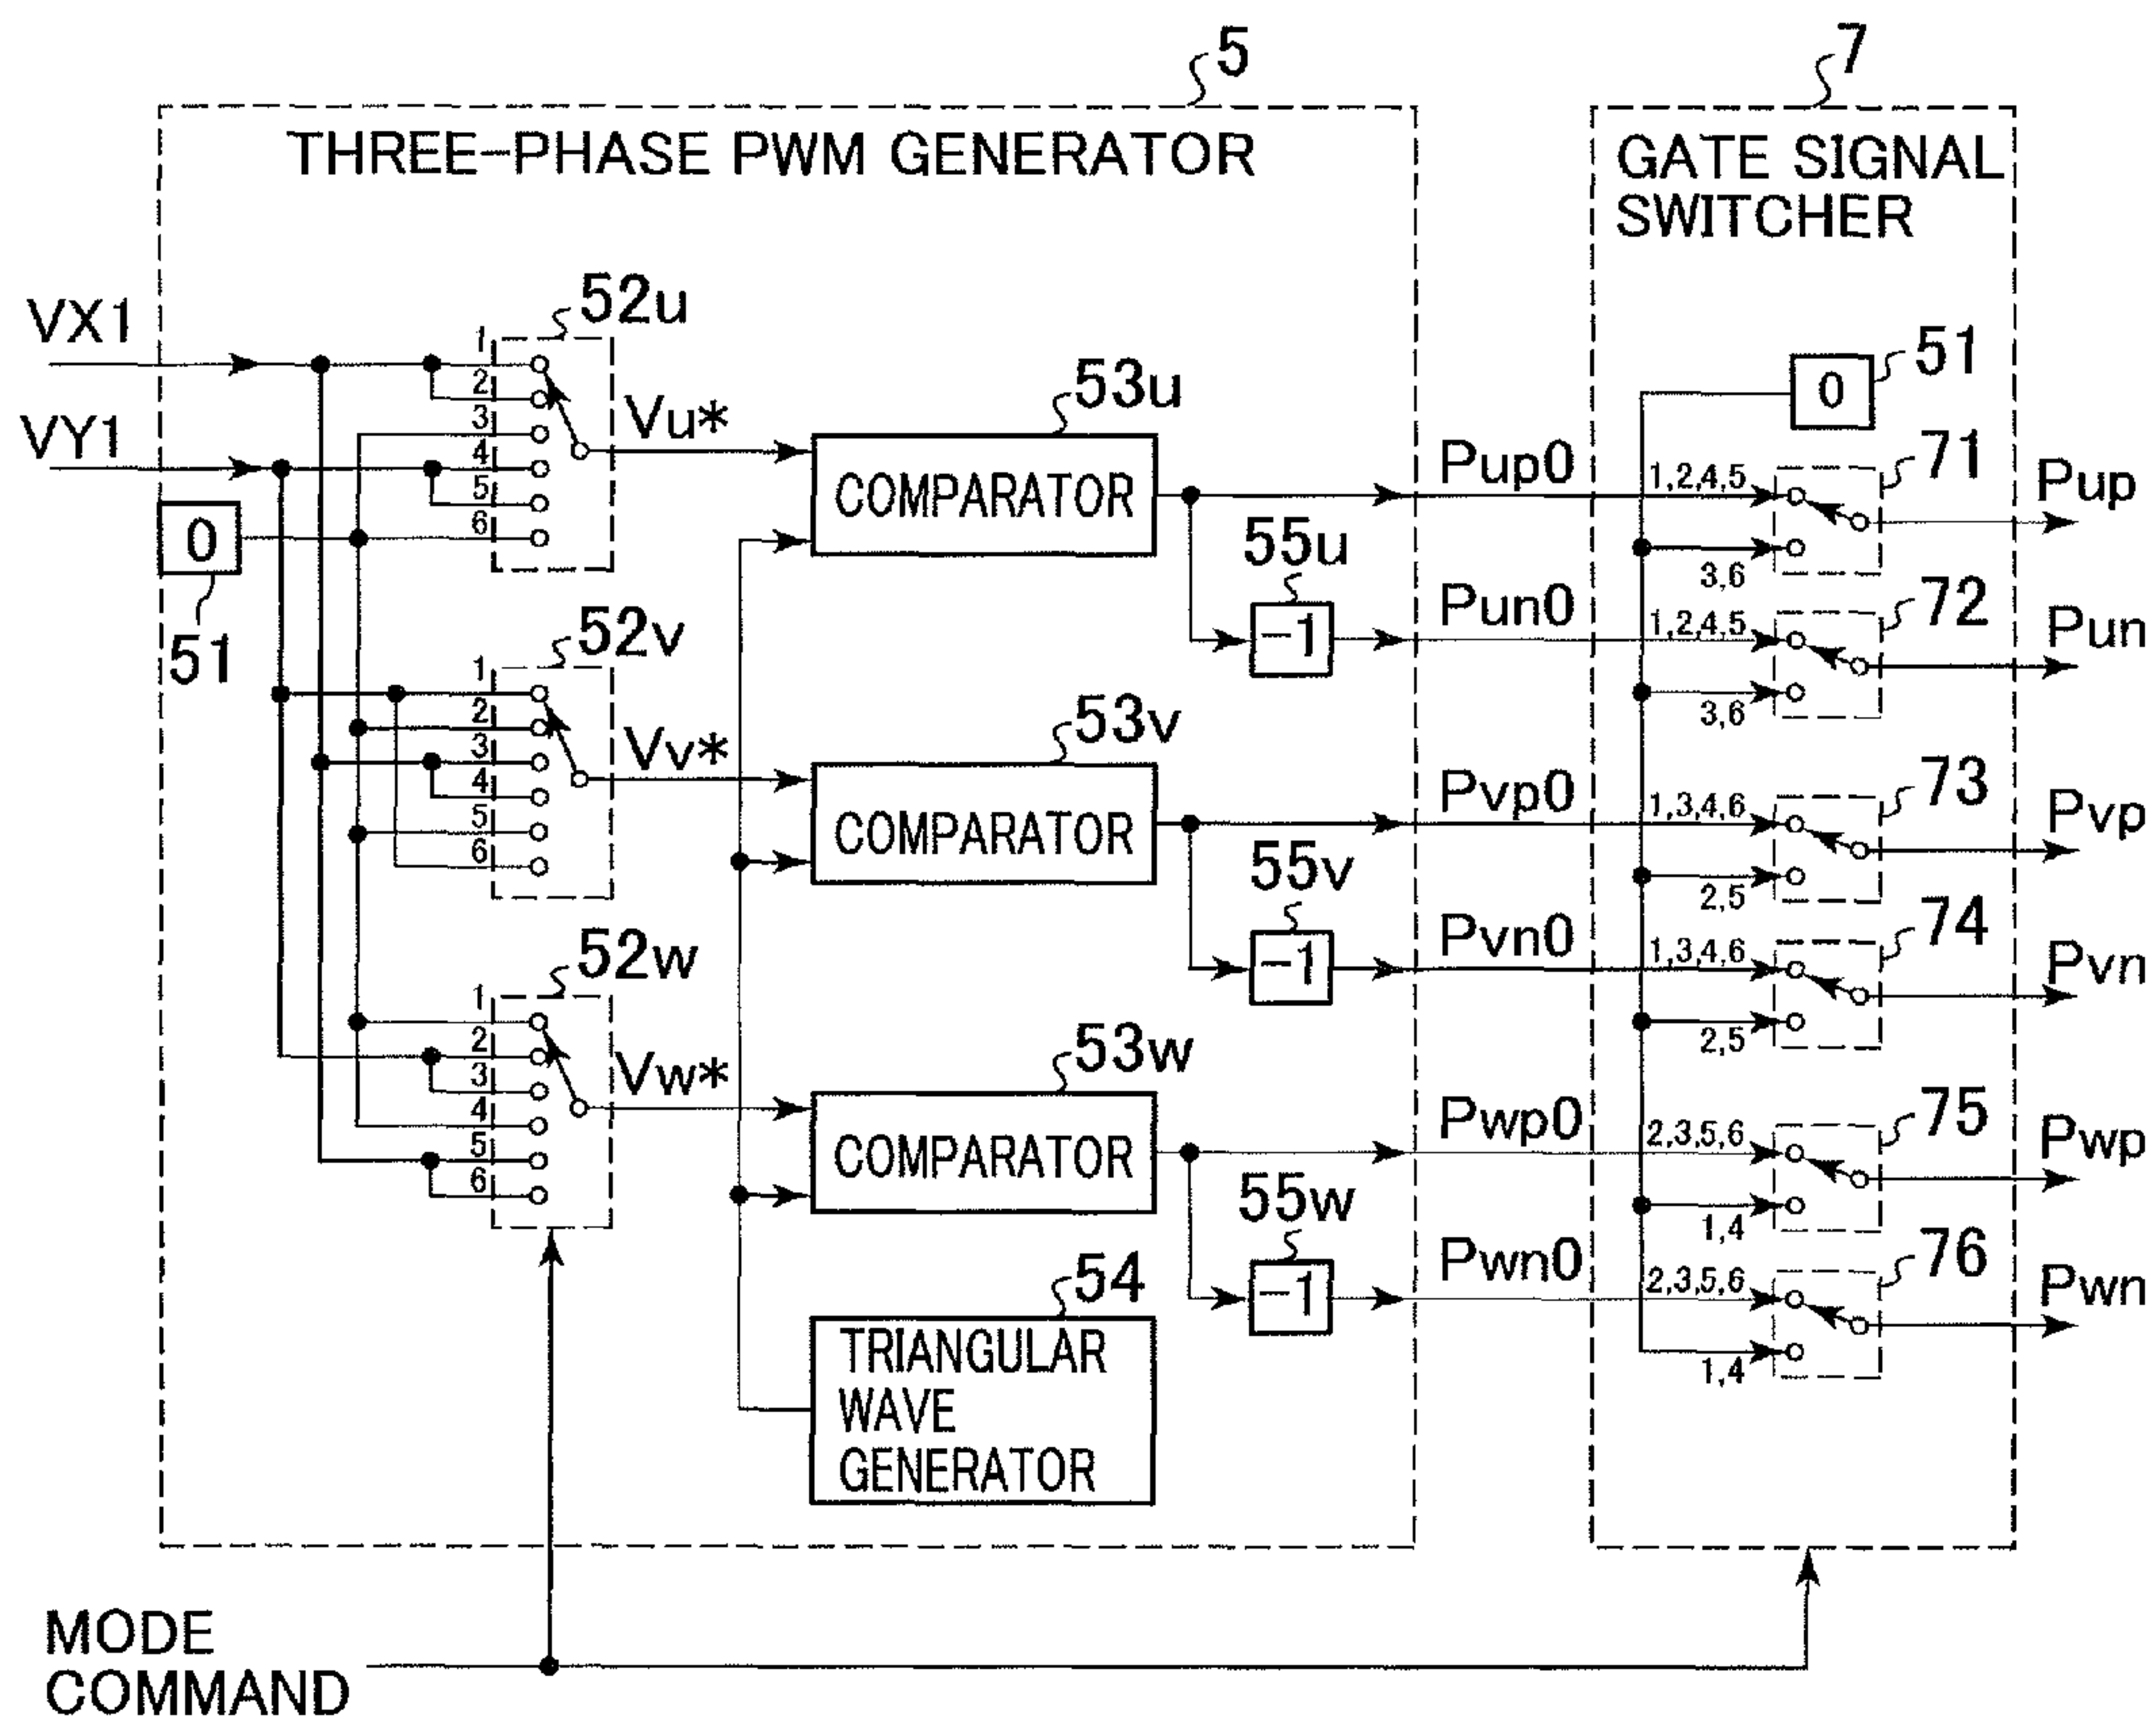 5
7
THREE-PHASE PWM GENERATOR
GATE SIGNAL
SWITCHER
VX1
VY1
0
51
52u
1
2
3
4
5
6
Vu*
53u
COMPARATOR
Pup0
55u
-1
Pun0
52v
1
2
3
4
5
6
Vv*
53v
COMPARATOR
Pvp0
55v
-1
Pvn0
52w
1
2
3
4
5
6
Vw*
53w
COMPARATOR
Pwp0
55w
-1
Pwn0
54
TRIANGULAR
WAVE
GENERATOR
0
51
1,2,4,5
71
Pup
3,6
1,2,4,5
72
Pun
3,6
1,3,4,6
73
Pvp
2,5
1,3,4,6
74
Pvn
2,5
2,3,5,6
75
Pwp
1,4
2,3,5,6
76
Pwn
1,4
MODE
COMMAND